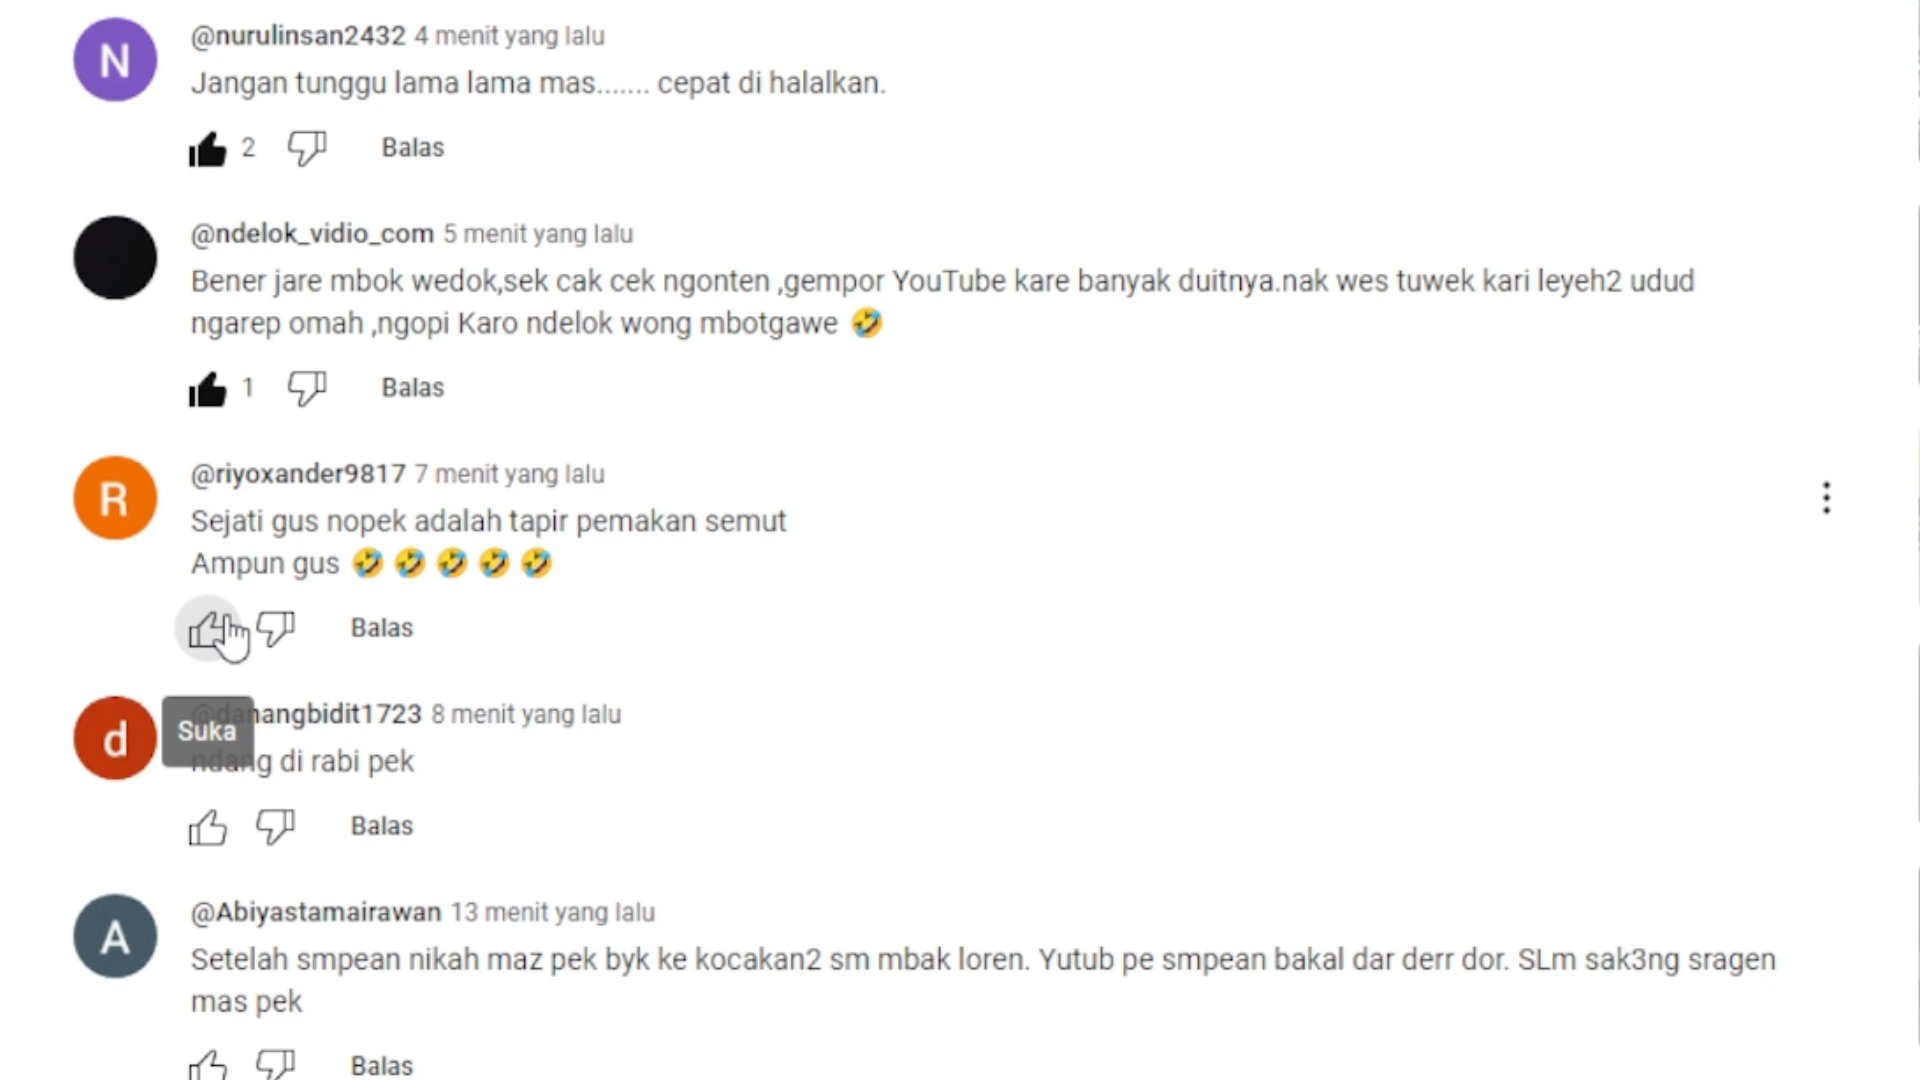 N
@nurulinsan2432 4 menit yang lalu
Jangan tunggu lama lama mas....... cepat di halalkan.
2 Balas
@ndelok_vidio_com 5 menit yang lalu
Bener jare mbok wedok,sek cak cek ngonten ,gempor YouTube kare banyak duitnya.nak wes tuwek kari leyeh2 udud
ngarep omah ,ngopi Karo ndelok wong mbotgawe 🤣
1 Balas
R
@riyoxander9817 7 menit yang lalu
Sejati gus nopek adalah tapir pemakan semut
Ampun gus 🤣🤣🤣🤣🤣
Balas
d
Suka
@danangbidit1723 8 menit yang lalu
ndang di rabi pek
Balas
A
@Abiyastamairawan 13 menit yang lalu
Setelah smpean nikah maz pek byk ke kocakan2 sm mbak loren. Yutub pe smpean bakal dar derr dor. SLm sak3ng sragen
mas pek
Balas